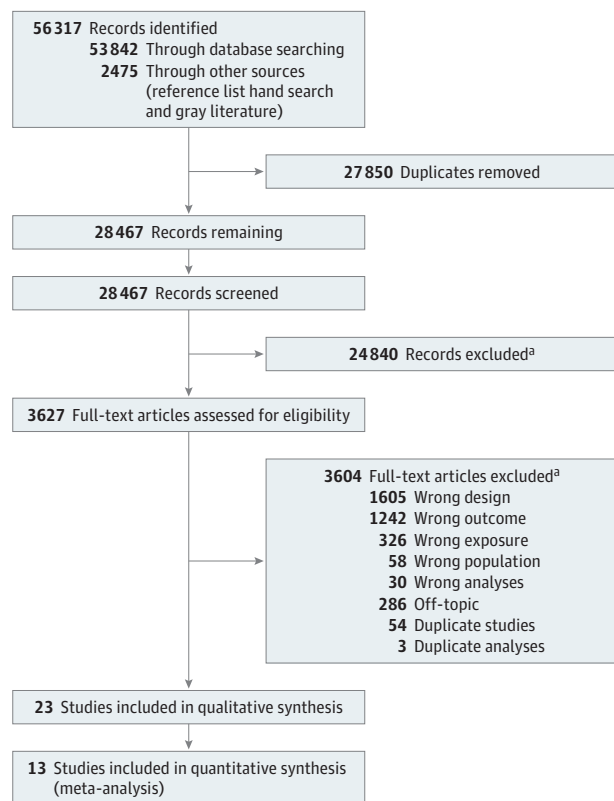 56317 Records identified
53842 Through database searching
2475 Through other sources
(reference list hand search
and gray literature)
27850 Duplicates removed
28467 Records remaining
28467 Records screened
24840 Records excludedᵃ
3627 Full-text articles assessed for eligibility
3604 Full-text articles excludedᵃ
1605 Wrong design
1242 Wrong outcome
326 Wrong exposure
58 Wrong population
30 Wrong analyses
286 Off-topic
54 Duplicate studies
3 Duplicate analyses
23 Studies included in qualitative synthesis
13 Studies included in quantitative synthesis
(meta-analysis)